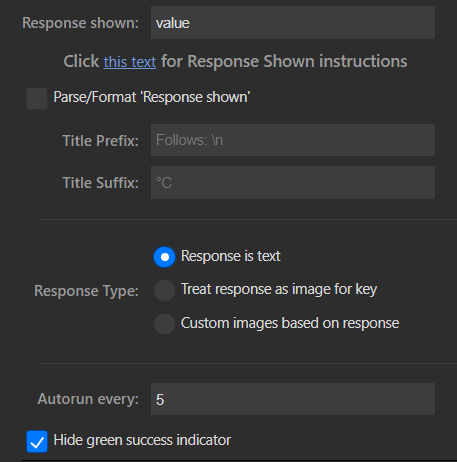 Response shown: value
Click this text for Response Shown instructions
Parse/Format 'Response shown'
Title Prefix: Follows: \n
Title Suffix: °C
Response is text
Response Type: Treat response as image for key
Custom images based on response
Autorun every: 5
Hide green success indicator